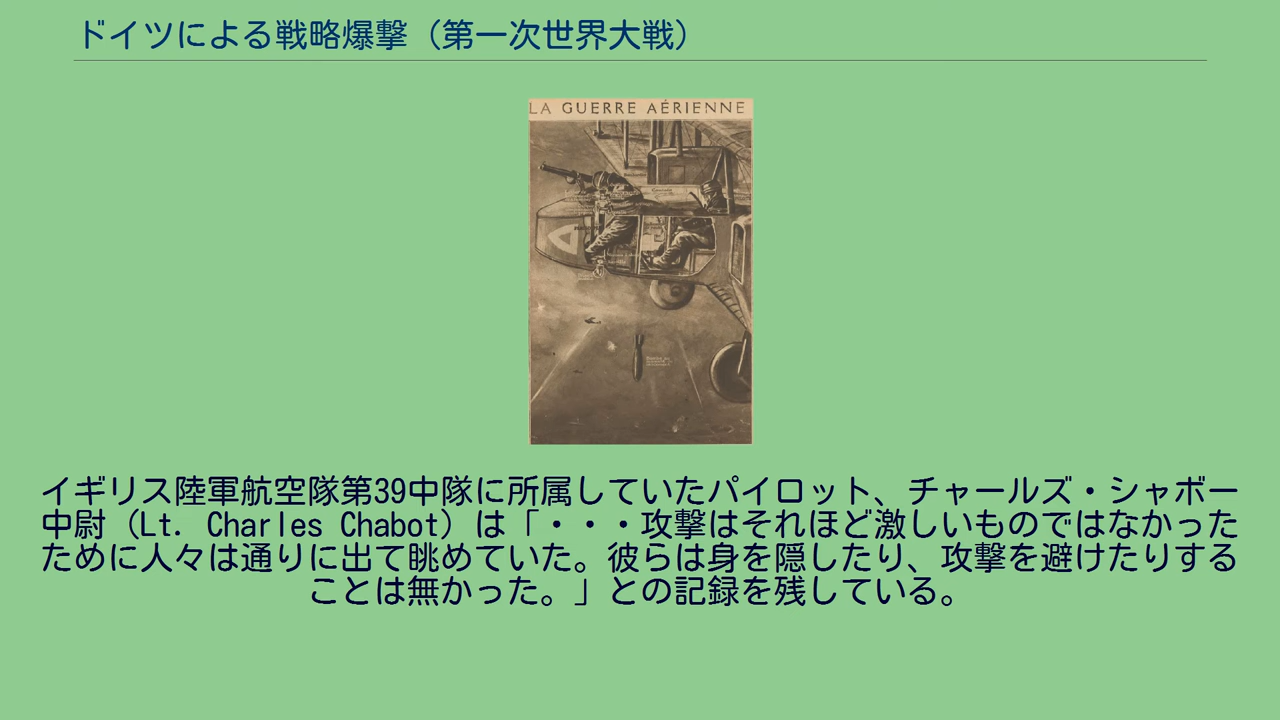 ドイツによる戦略爆撃（第一次世界大戦）
LA GUERRE AÉRIENNE
イギリス陸軍航空隊第39中隊に所属していたパイロット、チャールズ・シャボー
中尉（Lt. Charles Chabot）は「・・・攻撃はそれほど激しいものではなかった
ために人々は通りに出て眺めていた。彼らは身を隠したり、攻撃を避けたりする
ことは無かった。」との記録を残している。